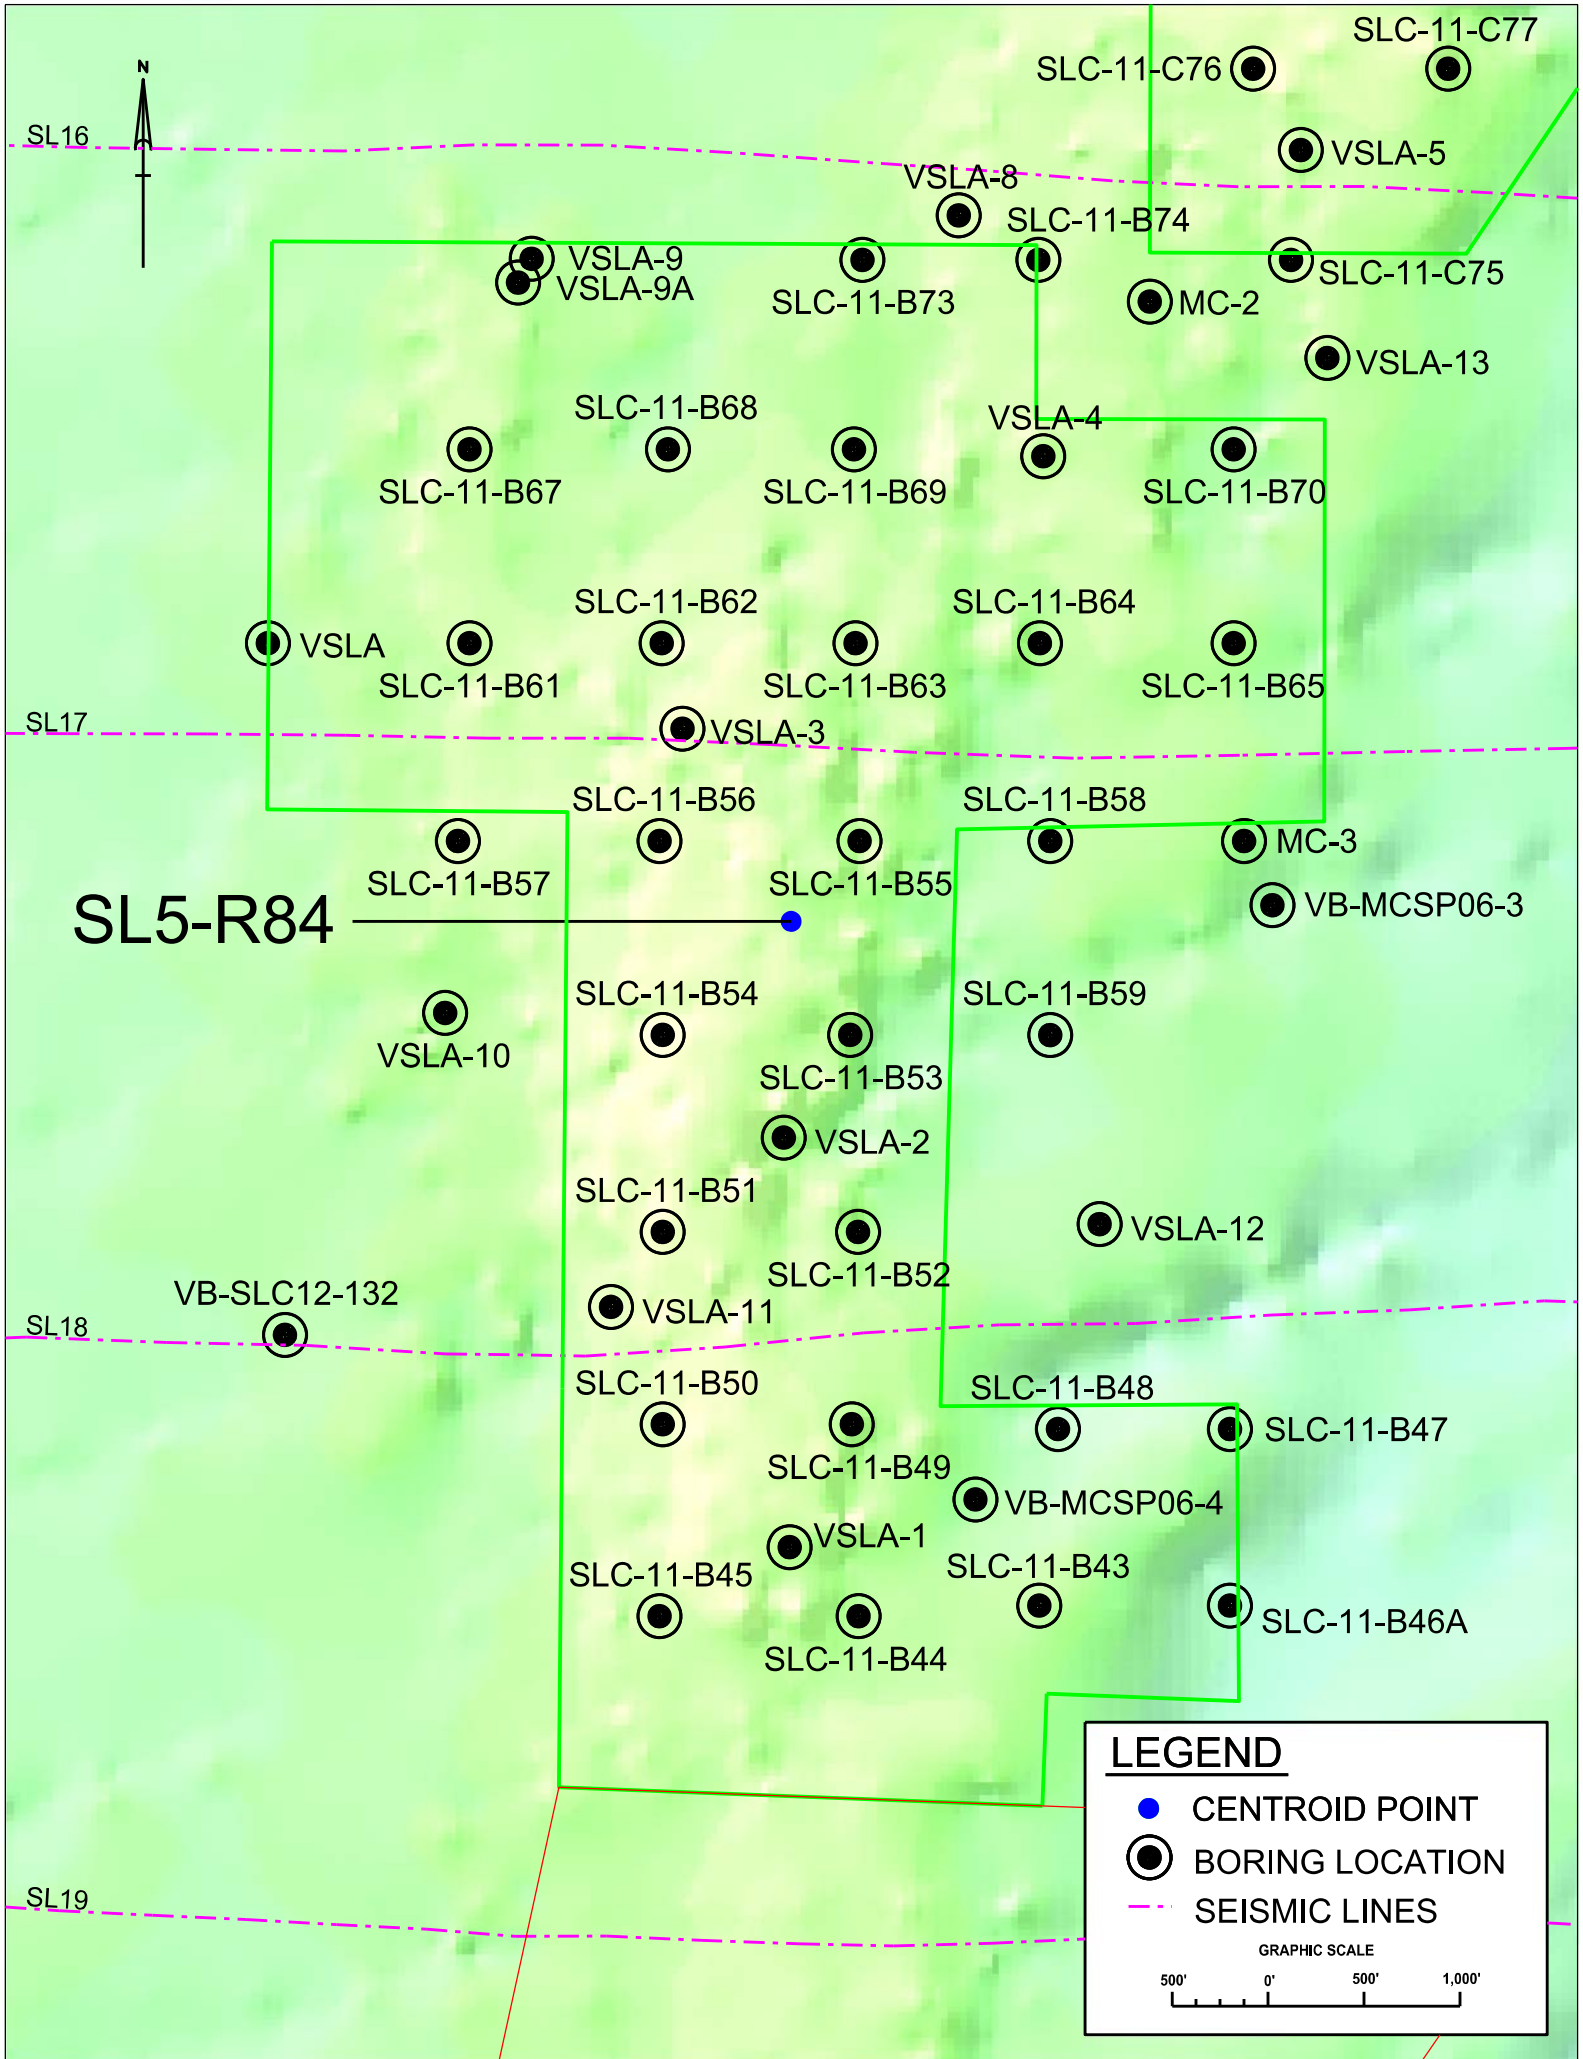 SLC-11-C77
SLC-11-C76
N
SL16
VSLA-5
VSLA-8
SLC-11-B74
VSLA-9
SLC-11-C75
VSLA-9A
SLC-11-B73
MC-2
VSLA-13
SLC-11-B68
VSLA-4
SLC-11-B67
SLC-11-B69
SLC-11-B70
SLC-11-B62
SLC-11-B64
VSLA
SLC-11-B61
SLC-11-B63
SLC-11-B65
SL17
VSLA-3
SLC-11-B56
SLC-11-B58
MC-3
SLC-11-B57
SLC-11-B55
VB-MCSP06-3
SL5-R84
SLC-11-B54
SLC-11-B59
VSLA-10
SLC-11-B53
VSLA-2
SLC-11-B51
VSLA-12
SLC-11-B52
VB-SLC12-132
VSLA-11
SL18
SLC-11-B50
SLC-11-B48
SLC-11-B47
SLC-11-B49
VB-MCSP06-4
VSLA-1
SLC-11-B45
SLC-11-B43
SLC-11-B46A
SLC-11-B44
SL19
LEGEND
CENTROID POINT
BORING LOCATION
SEISMIC LINES
GRAPHIC SCALE
500' 0' 500' 1,000'